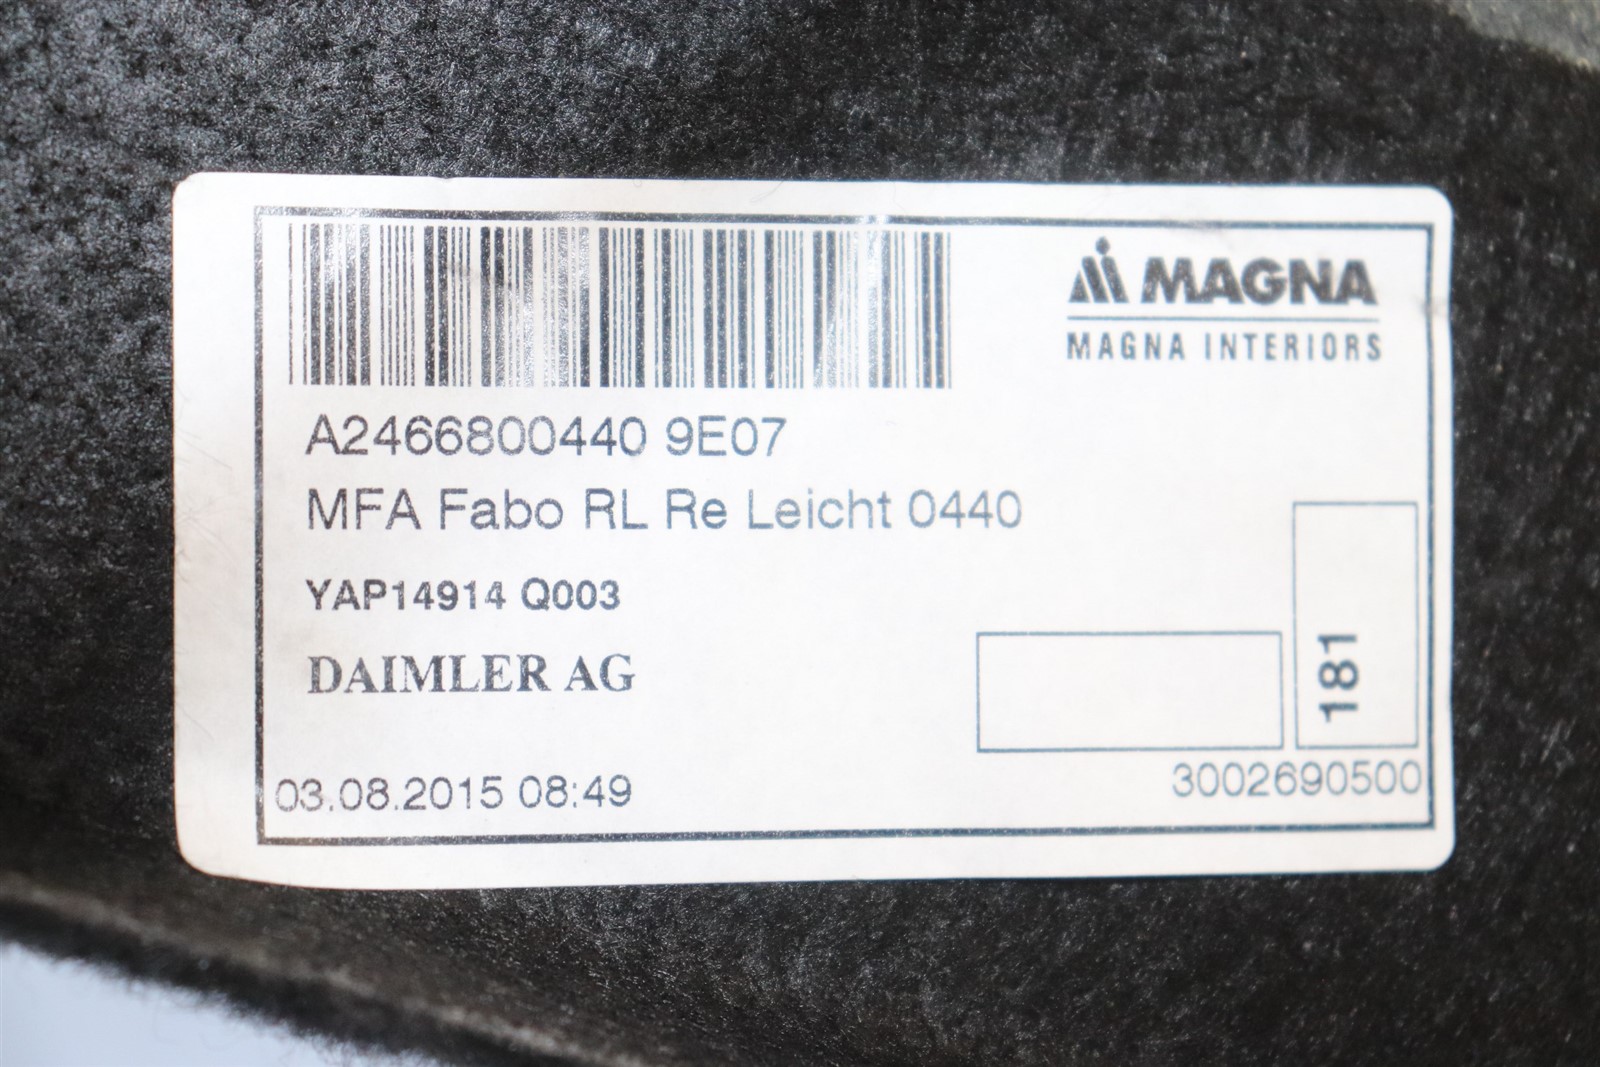 MAGNA
MAGNA INTERIORS
A2466800440 9E07
MFA Fabo RL Re Leicht 0440
YAP14914 Q003
DAIMLER AG
181
03.08.2015 08:49
3002690500